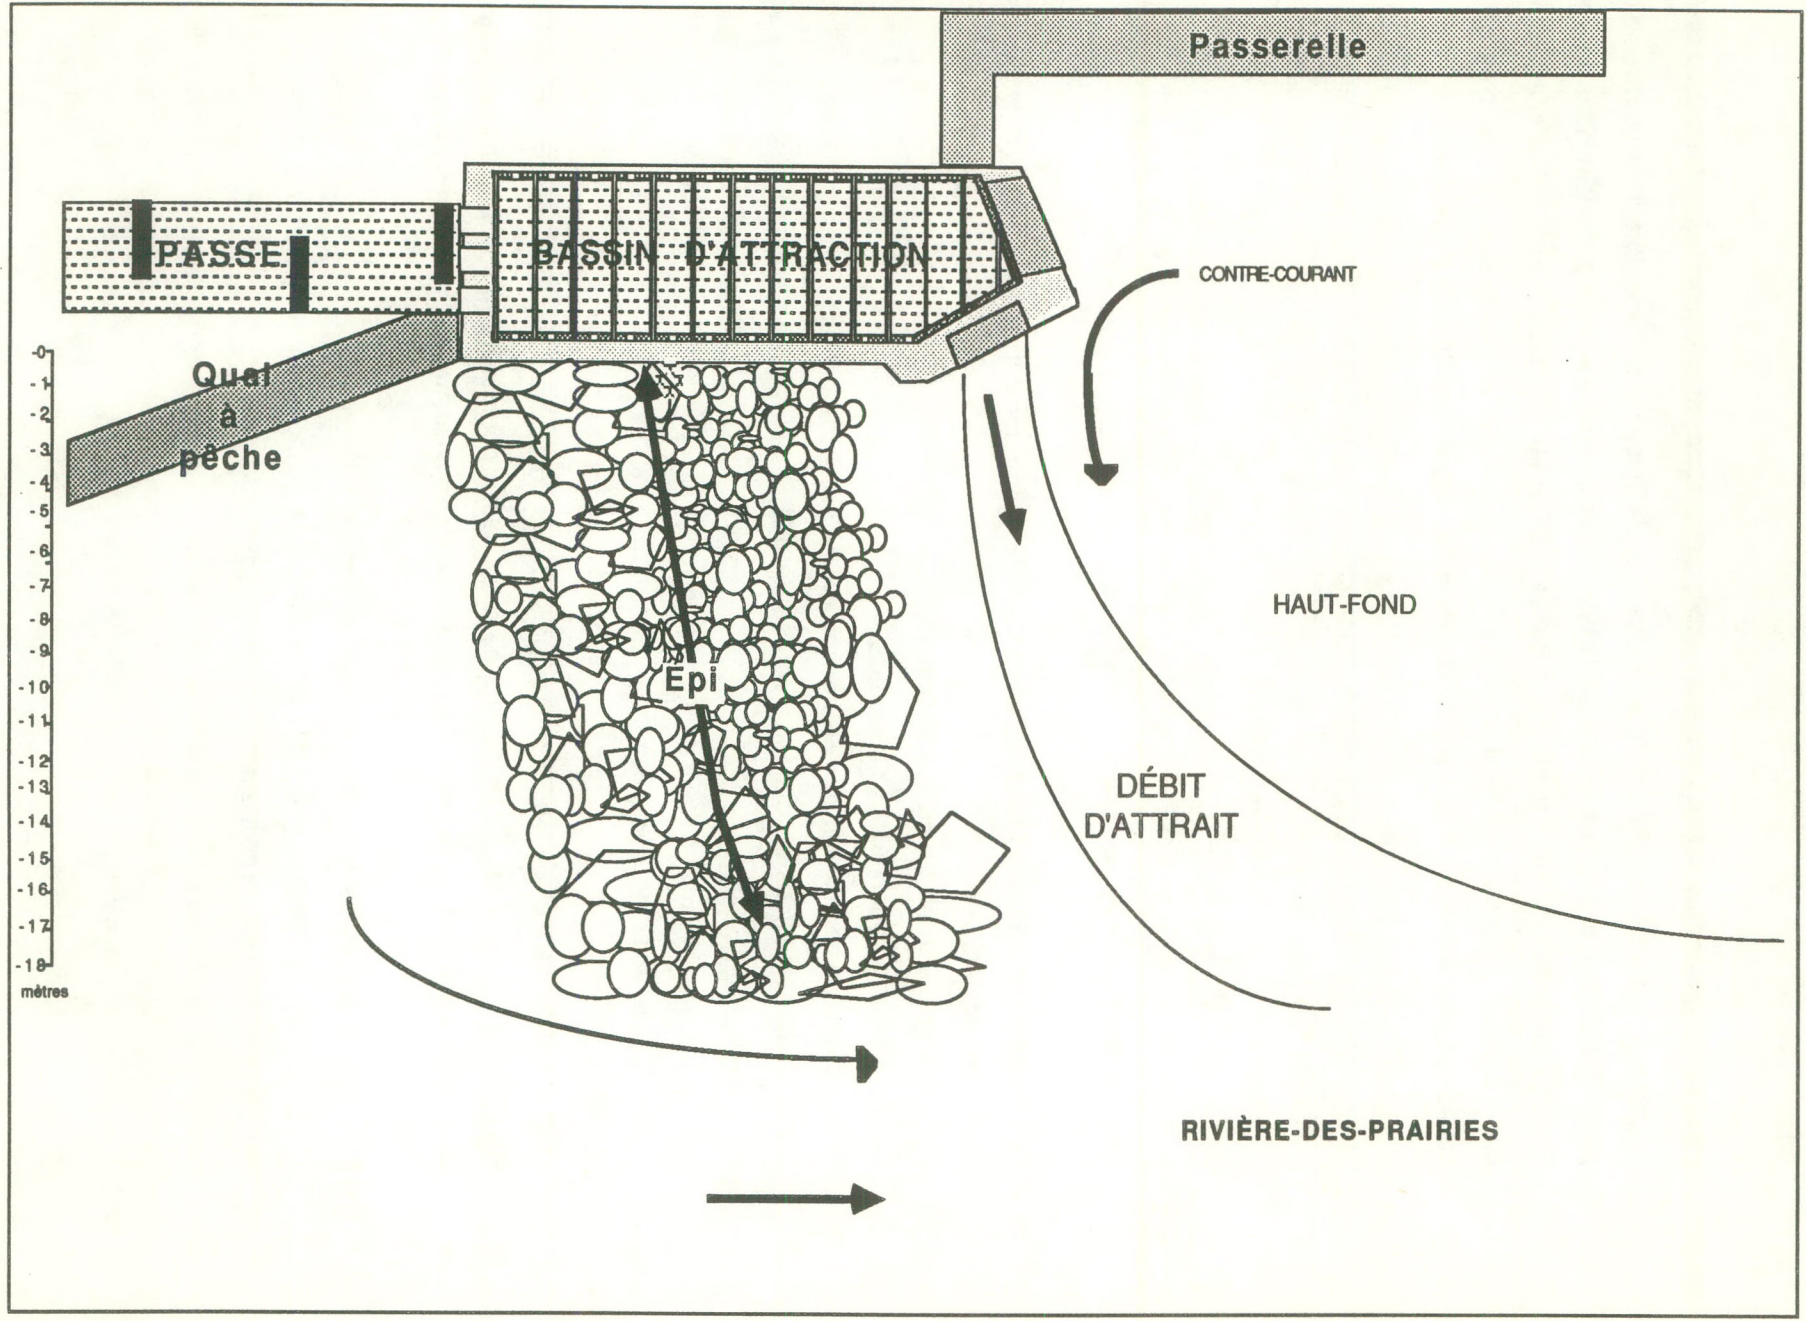 Passerelle
PASSE
BASSIN D'ATTRACTION
CONTRE-COURANT
Quai
à
pêche
-0
-1
-2
-3
-4
-5
-6
-7
-8
-9
-10
-11
-12
-13
-14
-15
-16
-17
-18
mètres
Épi
HAUT-FOND
DÉBIT
D'ATTRAIT
RIVIÈRE-DES-PRAIRIES